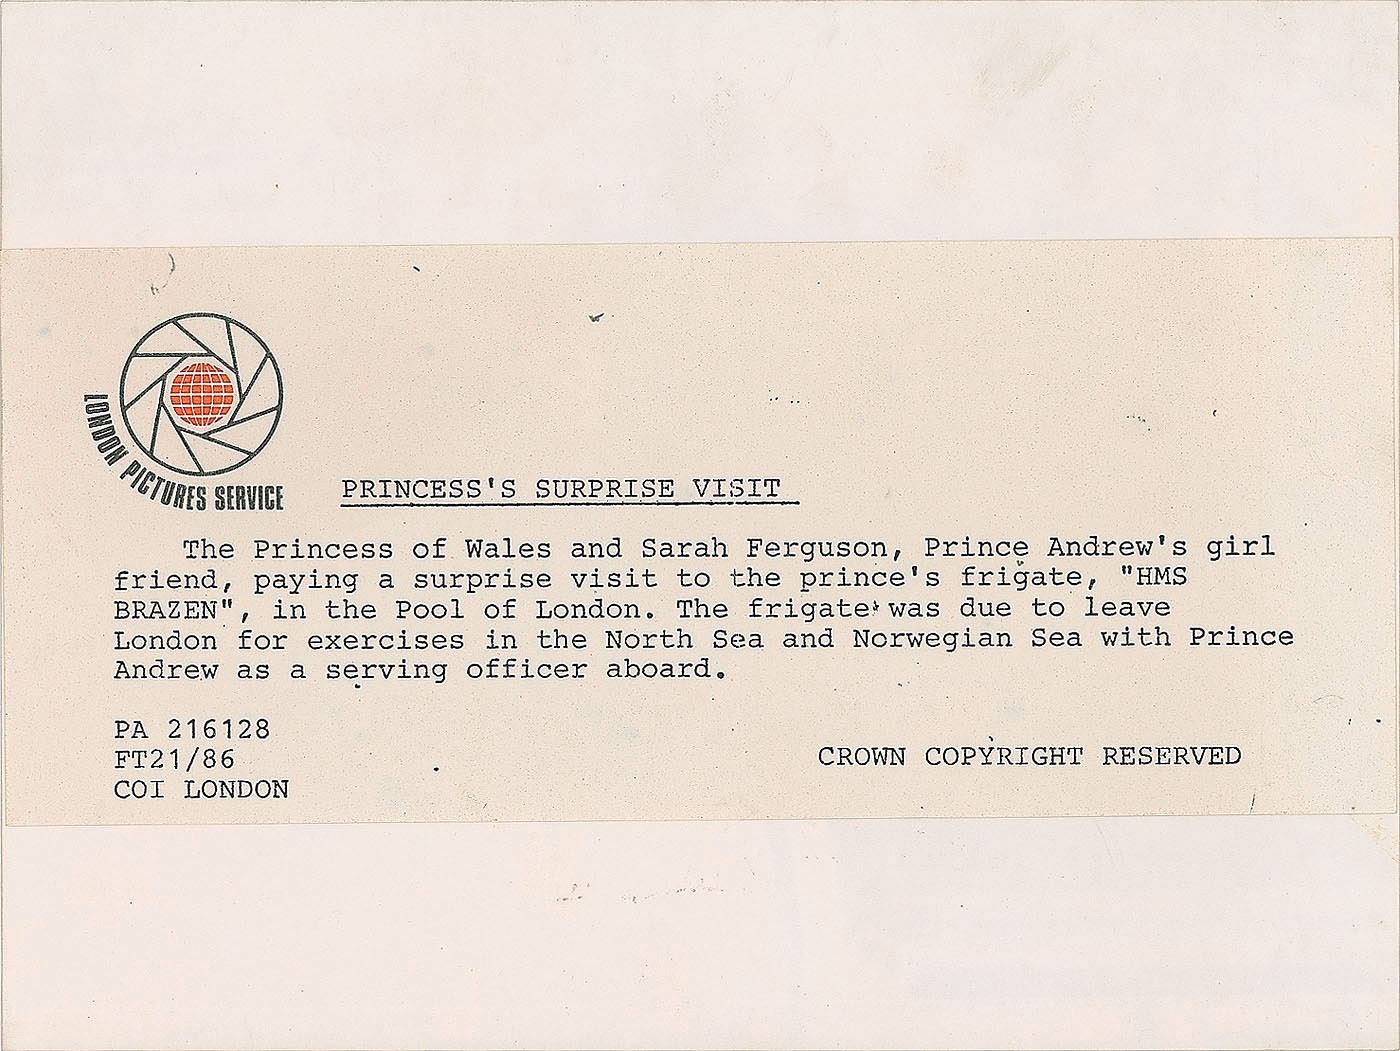 LONDON PICTURES SERVICE
PRINCESS'S SURPRISE VISIT
The Princess of Wales and Sarah Ferguson, Prince Andrew's girl
friend, paying a surprise visit to the prince's frigate, "HMS
BRAZEN", in the Pool of London. The frigate was due to leave
London for exercises in the North Sea and Norwegian Sea with Prince
Andrew as a serving officer aboard.
PA 216128
FT21/86
COI LONDON
CROWN COPYRIGHT RESERVED